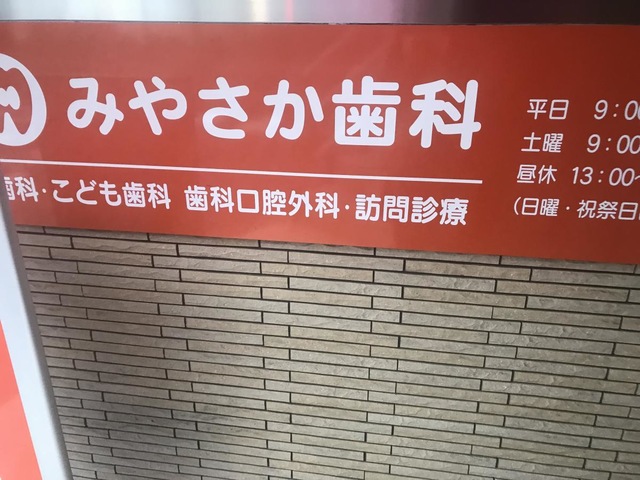 みやさか歯科
歯科・こども歯科 歯科口腔外科・訪問診療
平日 9:00
土曜 9:00
昼休 13:00~
(日曜・祝祭日